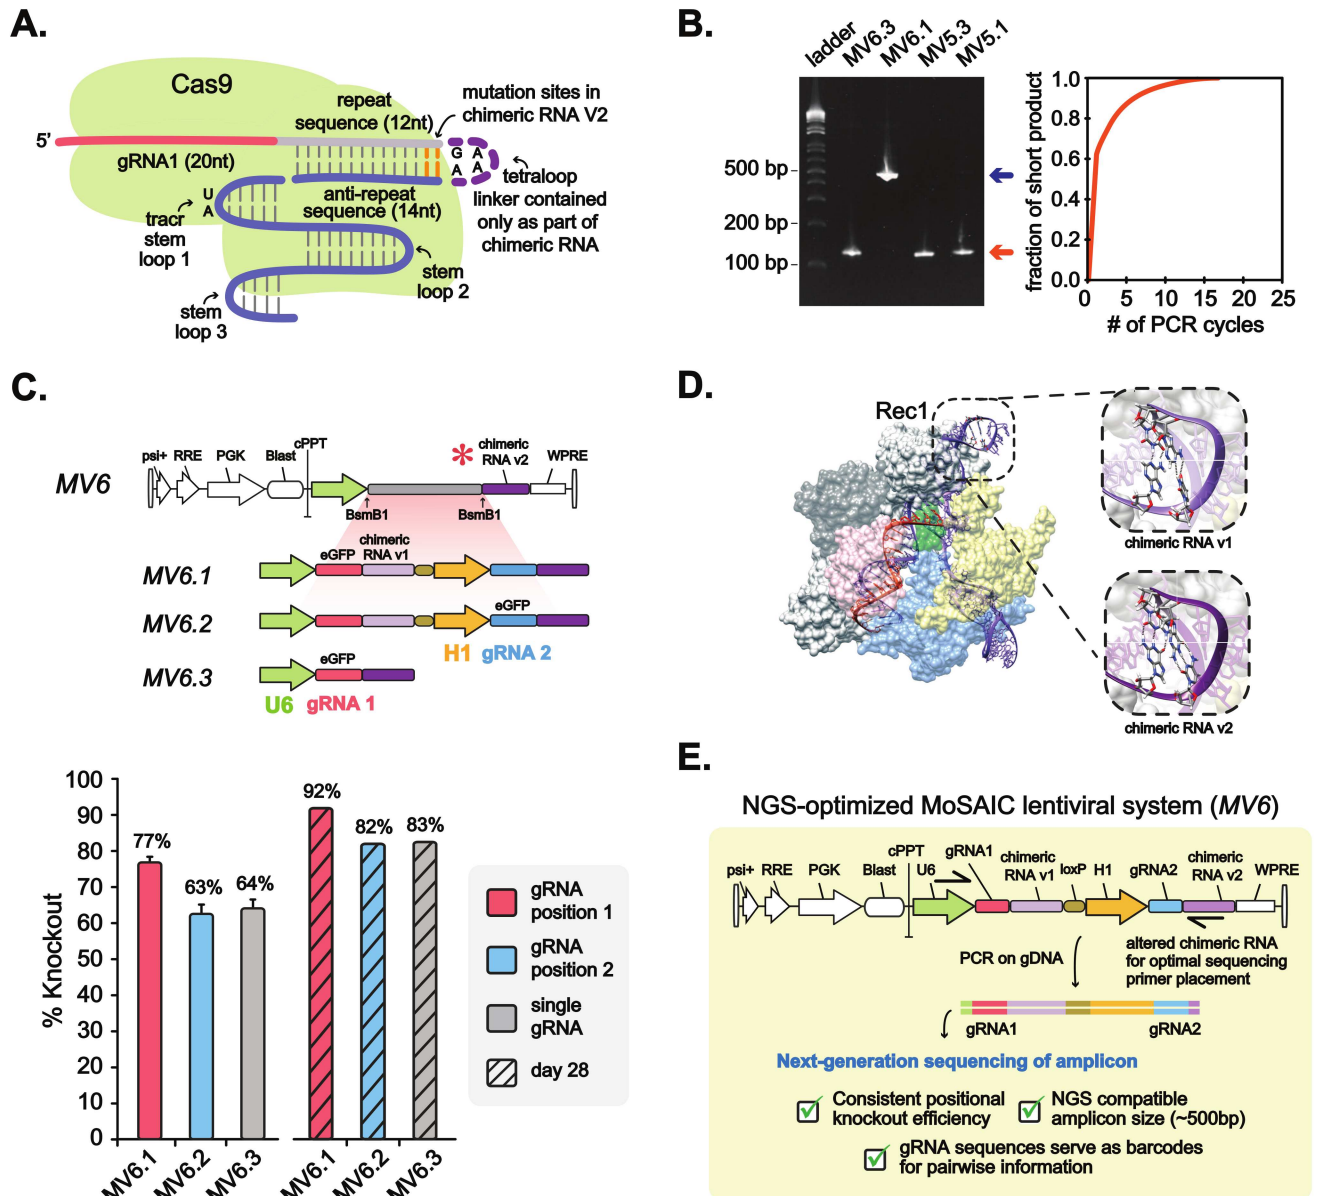 A.
Cas9
repeat
sequence (12nt)
mutation sites in
chimeric RNA V2
5'
gRNA1 (20nt)
G A
A A
U
A
anti-repeat
sequence (14nt)
tetraloop
linker contained
only as part of
chimeric RNA
tracr
stem
loop 1
stem
loop 2
stem
loop 3
B.
ladder
MV6.3
MV6.1
MV5.3
MV5.1
500 bp
200 bp
100 bp
fraction of short product
1.0
0.8
0.6
0.4
0.2
0.0
0 5 10 15 20 25
# of PCR cycles
C.
MV6
psi+ RRE PGK Blast cPPT
*
chimeric
RNA v2
WPRE
BsmB1 BsmB1
MV6.1
eGFP
chimeric
RNA v1
MV6.2
eGFP
H1 gRNA 2
MV6.3
eGFP
U6 gRNA 1
% Knockout
100
90
80
70
60
50
40
30
20
10
0
77%
63%
64%
92%
82%
83%
MV6.1
MV6.2
MV6.3
MV6.1
MV6.2
MV6.3
gRNA
position 1
gRNA
position 2
single
gRNA
day 28
D.
Rec1
chimeric RNA v1
chimeric RNA v2
E.
NGS-optimized MoSAIC lentiviral system (MV6)
psi+ RRE PGK Blast cPPT U6 gRNA1
chimeric
RNA v1
loxP H1 gRNA2
chimeric
RNA v2
WPRE
PCR on gDNA
altered chimeric RNA
for optimal sequencing
primer placement
gRNA1 gRNA2
Next-generation sequencing of amplicon
Consistent positional
knockout efficiency
NGS compatible
amplicon size (~500bp)
gRNA sequences serve as barcodes
for pairwise information